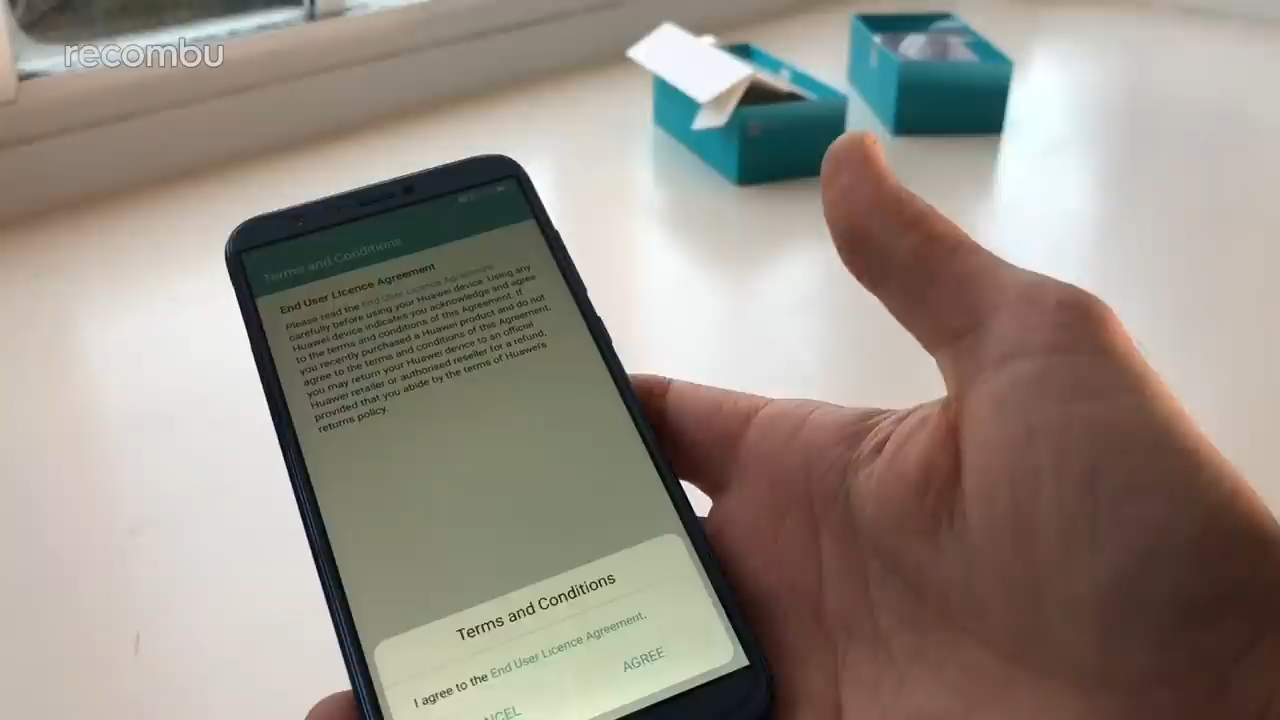 recombu
Terms and Conditions
End User Licence Agreement
Please read the End User Licence Agreement
carefully before using your Huawei device. Using any
Huawei device indicates you acknowledge and agree
to the terms and conditions of this Agreement. If
you recently purchased a Huawei product and do not
agree to the terms and conditions of this Agreement,
you may return your Huawei device to an official
Huawei retailer or authorised reseller for a refund,
provided that you abide by the terms of Huawei's
returns policy.
Terms and Conditions
I agree to the End User Licence Agreement.
NCEL AGREE